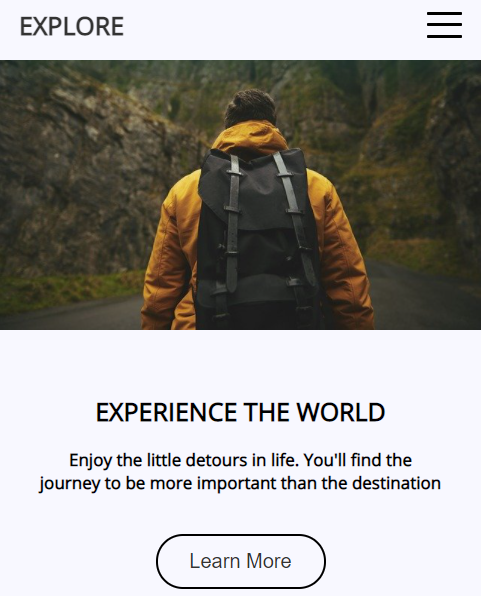 EXPLORE
EXPERIENCE THE WORLD
Enjoy the little detours in life. You'll find the
journey to be more important than the destination
Learn More